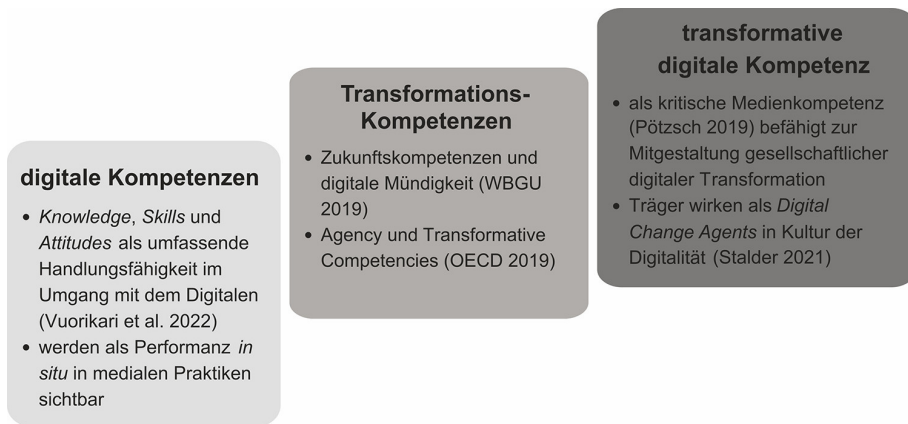 digitale Kompetenzen
• Knowledge, Skills und
Attitudes als umfassende
Handlungsfähigkeit im
Umgang mit dem Digitalen
(Vuorikari et al. 2022)
• werden als Performanz in
situ in medialen Praktiken
sichtbar
Transformations-
Kompetenzen
• Zukunftskompetenzen und
digitale Mündigkeit (WBGU
2019)
• Agency und Transformative
Competencies (OECD 2019)
transformative
digitale Kompetenz
• als kritische Medienkompetenz
(Pötzsch 2019) befähigt zur
Mitgestaltung gesellschaftlicher
digitaler Transformation
• Träger wirken als Digital
Change Agents in Kultur der
Digitalität (Stalder 2021)